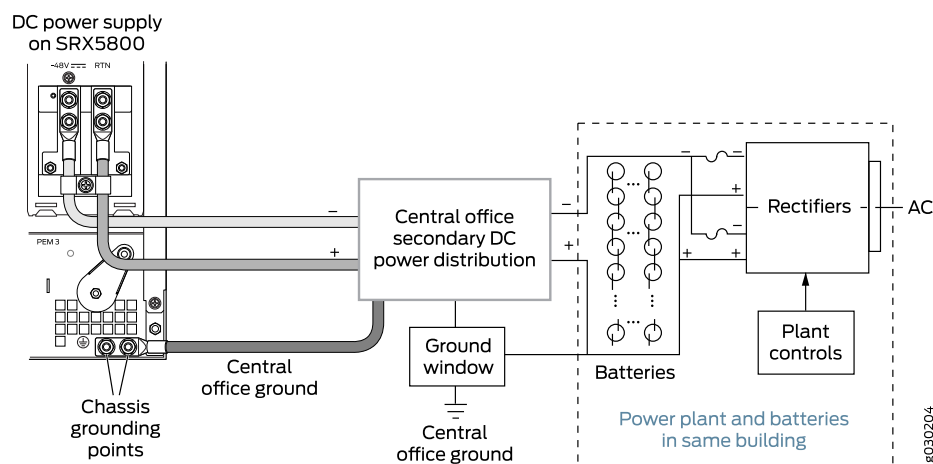 DC power supply
on SRX5800
-48V RTN
PEM 3
–
+
Central office
secondary DC
power distribution
–
+
...
...
...
– –
+
–
+ +
Rectifiers
AC
Plant
controls
Ground
window
Batteries
Central
office ground
Chassis
grounding
points
Central
office ground
Power plant and batteries
in same building
g030204